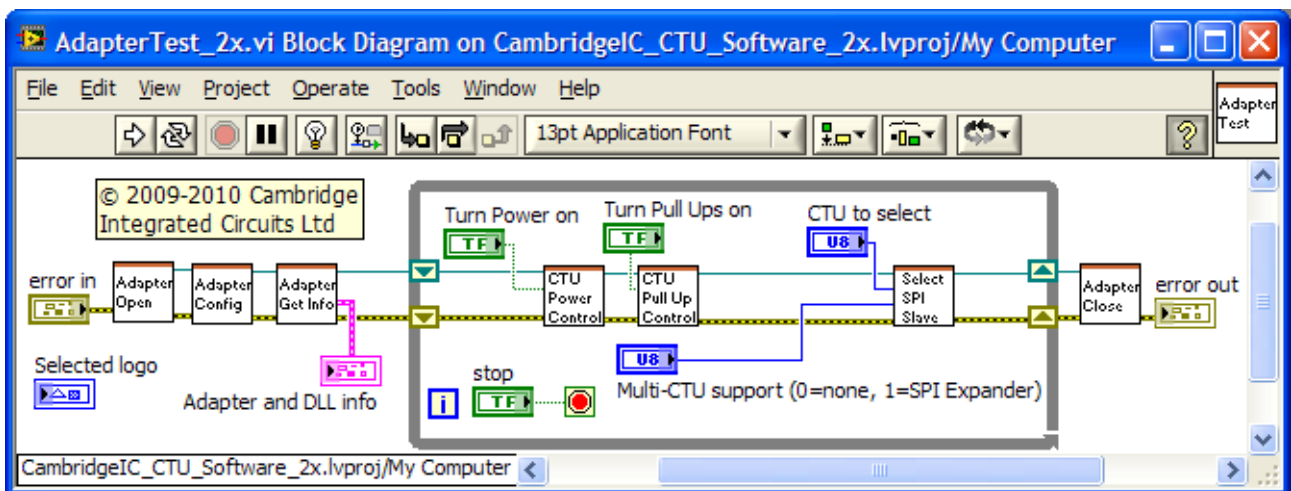 AdapterTest_2x.vi Block Diagram on CambridgeIC_CTU_Software_2x.lvproj/My Computer
File Edit View Project Operate Tools Window Help
13pt Application Font
?
Adapter
Test
© 2009-2010 Cambridge
Integrated Circuits Ltd
Turn Power on
TF
Turn Pull Ups on
TF
CTU to select
U8
error in
Adapter
Open
Adapter
Config
Adapter
Get Info
CTU
Power
Control
CTU
Pull Up
Control
Select
SPI
Slave
Adapter
Close
error out
Selected logo
Adapter and DLL info
i
stop
TF
U8
Multi-CTU support (0=none, 1=SPI Expander)
CambridgeIC_CTU_Software_2x.lvproj/My Computer